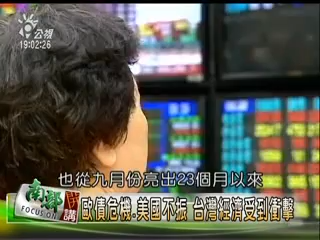 公視
19:02:26
也從九月份亮出23個月以來
南部開講
FOCUS ON
歐債危機.美國不振 台灣經濟受到衝擊